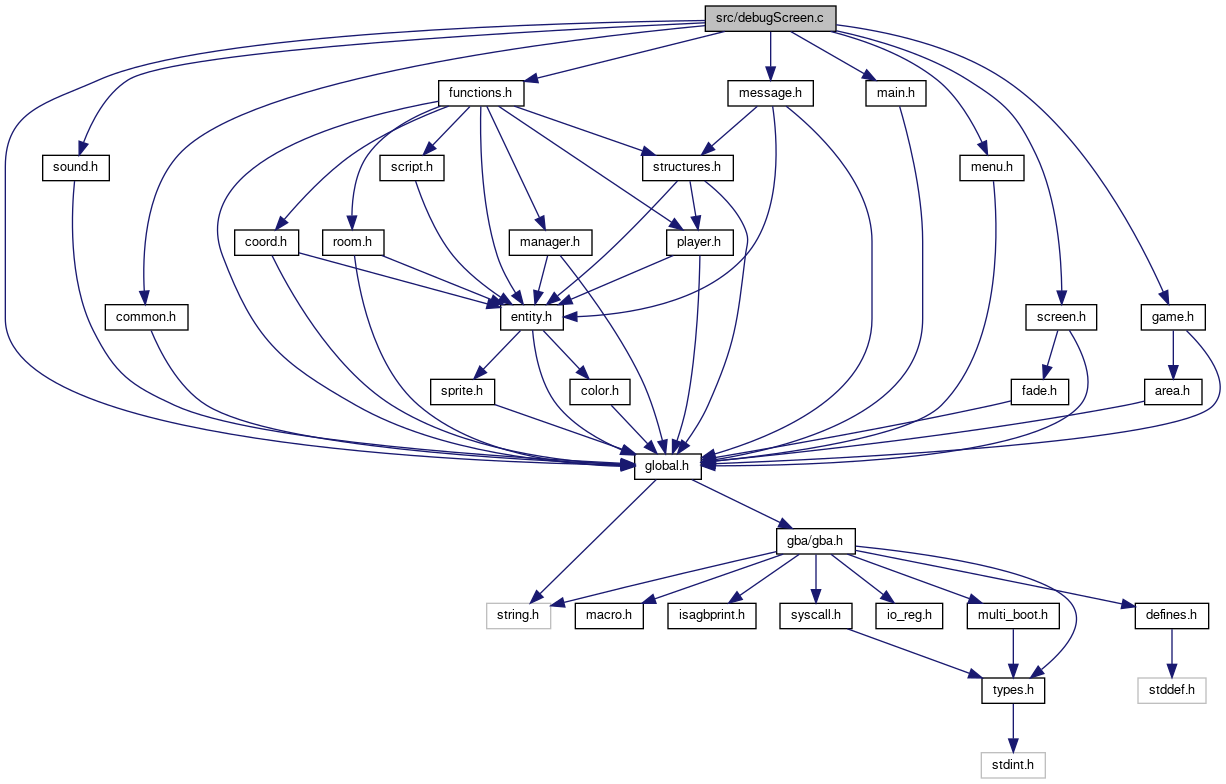 src/debugScreen.c
functions.h
message.h
main.h
sound.h
script.h
structures.h
menu.h
coord.h
room.h
manager.h
player.h
common.h
entity.h
screen.h
game.h
sprite.h
color.h
fade.h
area.h
global.h
gba/gba.h
string.h
macro.h
isagbprint.h
syscall.h
io_reg.h
multi_boot.h
defines.h
types.h
stddef.h
stdint.h